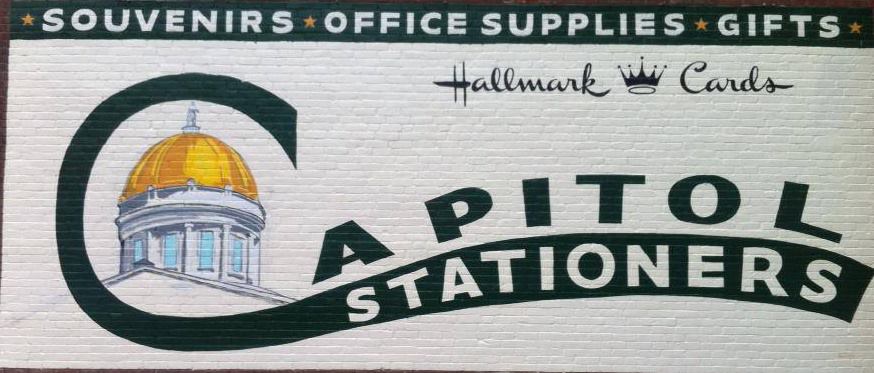 SOUVENIRS ★ OFFICE SUPPLIES ★ GIFTS
Hallmark Cards
CAPITOL
STATIONERS